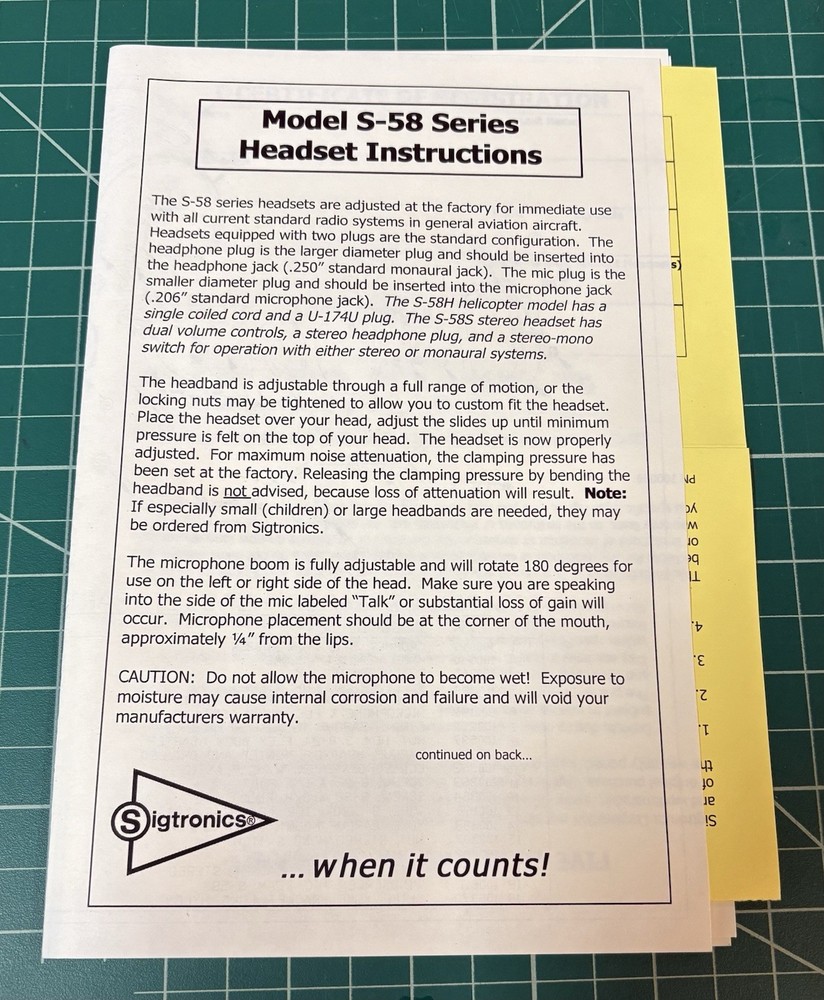 Model S-58 Series
Headset Instructions
The S-58 series headsets are adjusted at the factory for immediate use
with all current standard radio systems in general aviation aircraft.
Headsets equipped with two plugs are the standard configuration. The
headphone plug is the larger diameter plug and should be inserted into
the headphone jack (.250” standard monaural jack). The mic plug is the
smaller diameter plug and should be inserted into the microphone jack
(.206” standard microphone jack). The S-58H helicopter model has a
single coiled cord and a U-174U plug. The S-58S stereo headset has
dual volume controls, a stereo headphone plug, and a stereo-mono
switch for operation with either stereo or monaural systems.
The headband is adjustable through a full range of motion, or the
locking nuts may be tightened to allow you to custom fit the headset.
Place the headset over your head, adjust the slides up until minimum
pressure is felt on the top of your head. The headset is now properly
adjusted. For maximum noise attenuation, the clamping pressure has
been set at the factory. Releasing the clamping pressure by bending the
headband is not advised, because loss of attenuation will result. Note:
If especially small (children) or large headbands are needed, they may
be ordered from Sigtronics.
The microphone boom is fully adjustable and will rotate 180 degrees for
use on the left or right side of the head. Make sure you are speaking
into the side of the mic labeled “Talk” or substantial loss of gain will
occur. Microphone placement should be at the corner of the mouth,
approximately ¼” from the lips.
CAUTION: Do not allow the microphone to become wet! Exposure to
moisture may cause internal corrosion and failure and will void your
manufacturers warranty.
continued on back...
Sigtronics®
... when it counts!
s)
PN
yo
w
on
be
Th
4.
3.
2.
1.
th
of
are
Si